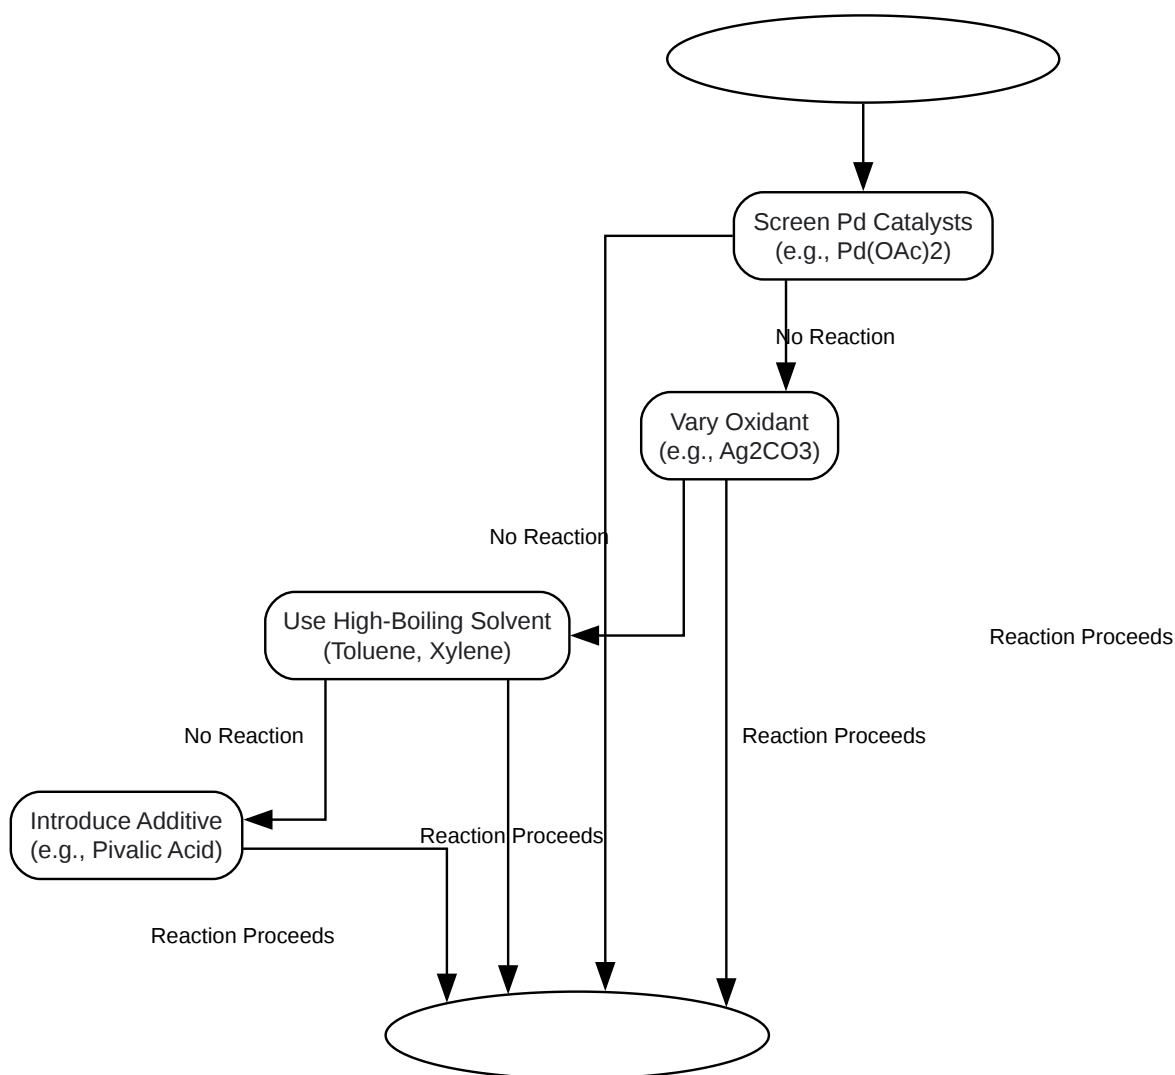 Screen Pd Catalysts
(e.g., Pd(OAc)2)
No Reaction
Vary Oxidant
(e.g., Ag2CO3)
No Reaction
Use High-Boiling Solvent
(Toluene, Xylene)
Reaction Proceeds
No Reaction
Reaction Proceeds
Introduce Additive
(e.g., Pivalic Acid)
Reaction Proceeds
Reaction Proceeds